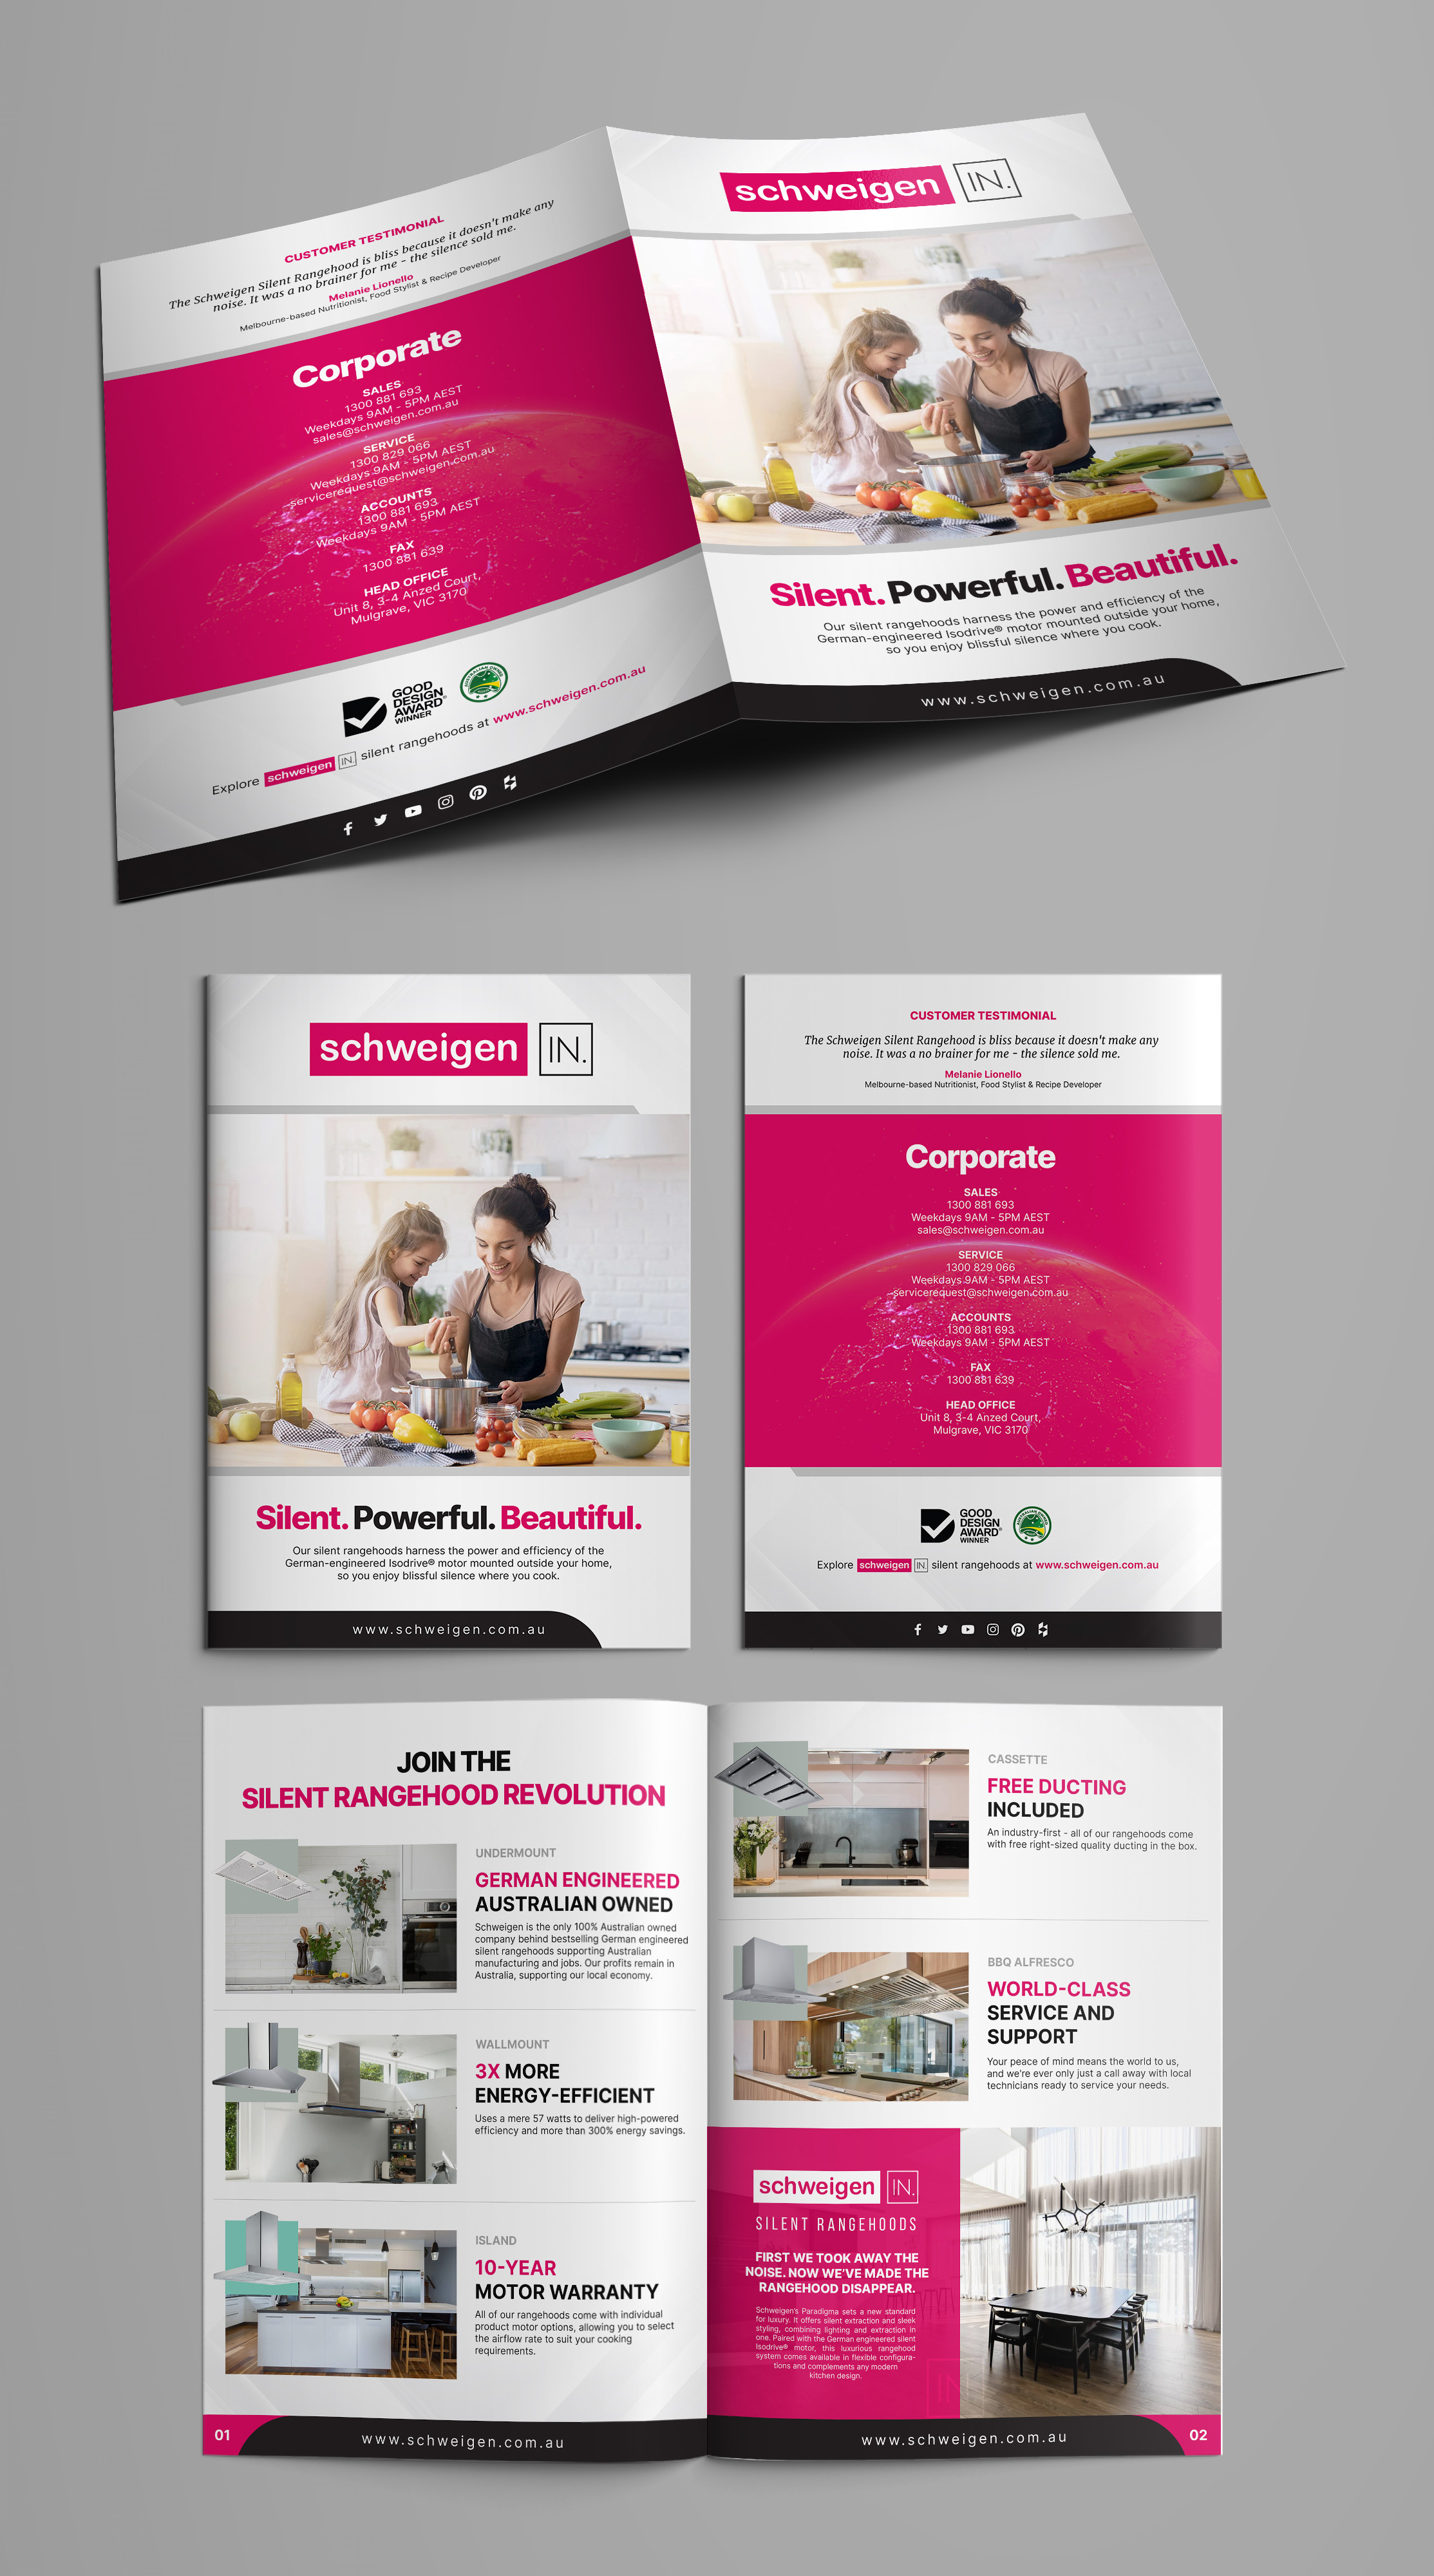 CUSTOMER TESTIMONIAL
The Schweigen Silent Rangehood is bliss because it doesn't make any
noise. It was a no brainer for me - the silence sold me.
Melanie Lionello
Melbourne-based Nutritionist, Food Stylist & Recipe Developer
Corporate
SALES
1300 881 693
Weekdays 9AM - 5PM AEST
sales@schweigen.com.au
SERVICE
1300 829 066
Weekdays 9AM - 5PM AEST
servicerequest@schweigen.com.au
ACCOUNTS
1300 881 693
Weekdays 9AM - 5PM AEST
FAX
1300 881 639
HEAD OFFICE
Unit 8, 3-4 Anzed Court,
Mulgrave, VIC 3170
GOOD
DESIGN
AWARD®
WINNER
AUSTRALIAN OWNED
Explore schweigen IN. silent rangehoods at www.schweigen.com.au
schweigen IN.
Silent. Powerful. Beautiful.
Our silent rangehoods harness the power and efficiency of the
German-engineered Isodrive® motor mounted outside your home,
so you enjoy blissful silence where you cook.
www.schweigen.com.au
schweigen IN.
Silent. Powerful. Beautiful.
Our silent rangehoods harness the power and efficiency of the
German-engineered Isodrive® motor mounted outside your home,
so you enjoy blissful silence where you cook.
www.schweigen.com.au
CUSTOMER TESTIMONIAL
The Schweigen Silent Rangehood is bliss because it doesn't make any
noise. It was a no brainer for me - the silence sold me.
Melanie Lionello
Melbourne-based Nutritionist, Food Stylist & Recipe Developer
Corporate
SALES
1300 881 693
Weekdays 9AM - 5PM AEST
sales@schweigen.com.au
SERVICE
1300 829 066
Weekdays 9AM - 5PM AEST
servicerequest@schweigen.com.au
ACCOUNTS
1300 881 693
Weekdays 9AM - 5PM AEST
FAX
1300 881 639
HEAD OFFICE
Unit 8, 3-4 Anzed Court,
Mulgrave, VIC 3170
GOOD
DESIGN
AWARD®
WINNER
AUSTRALIAN OWNED
Explore schweigen IN. silent rangehoods at www.schweigen.com.au
JOIN THE
SILENT RANGEHOOD REVOLUTION
UNDERMOUNT
GERMAN ENGINEERED
AUSTRALIAN OWNED
Schweigen is the only 100% Australian owned
company behind bestselling German engineered
silent rangehoods supporting Australian
manufacturing and jobs. Our profits remain in
Australia, supporting our local economy.
WALLMOUNT
3X MORE
ENERGY-EFFICIENT
Uses a mere 57 watts to deliver high-powered
efficiency and more than 300% energy savings.
ISLAND
10-YEAR
MOTOR WARRANTY
All of our rangehoods come with individual
product motor options, allowing you to select
the airflow rate to suit your cooking
requirements.
01
www.schweigen.com.au
CASSETTE
FREE DUCTING
INCLUDED
An industry-first - all of our rangehoods come
with free right-sized quality ducting in the box.
BBQ ALFRESCO
WORLD-CLASS
SERVICE AND
SUPPORT
Your peace of mind means the world to us,
and we're ever only just a call away with local
technicians ready to service your needs.
schweigen IN.
SILENT RANGEHOODS
FIRST WE TOOK AWAY THE
NOISE. NOW WE'VE MADE THE
RANGEHOOD DISAPPEAR.
Schweigen's Paradigma sets a new standard
for luxury. It offers silent extraction and sleek
styling, combining lighting and extraction in
one. Paired with the German engineered silent
Isodrive® motor, this luxurious rangehood
system comes available in flexible configura-
tions and complements any modern
kitchen design.
IN
www.schweigen.com.au
02